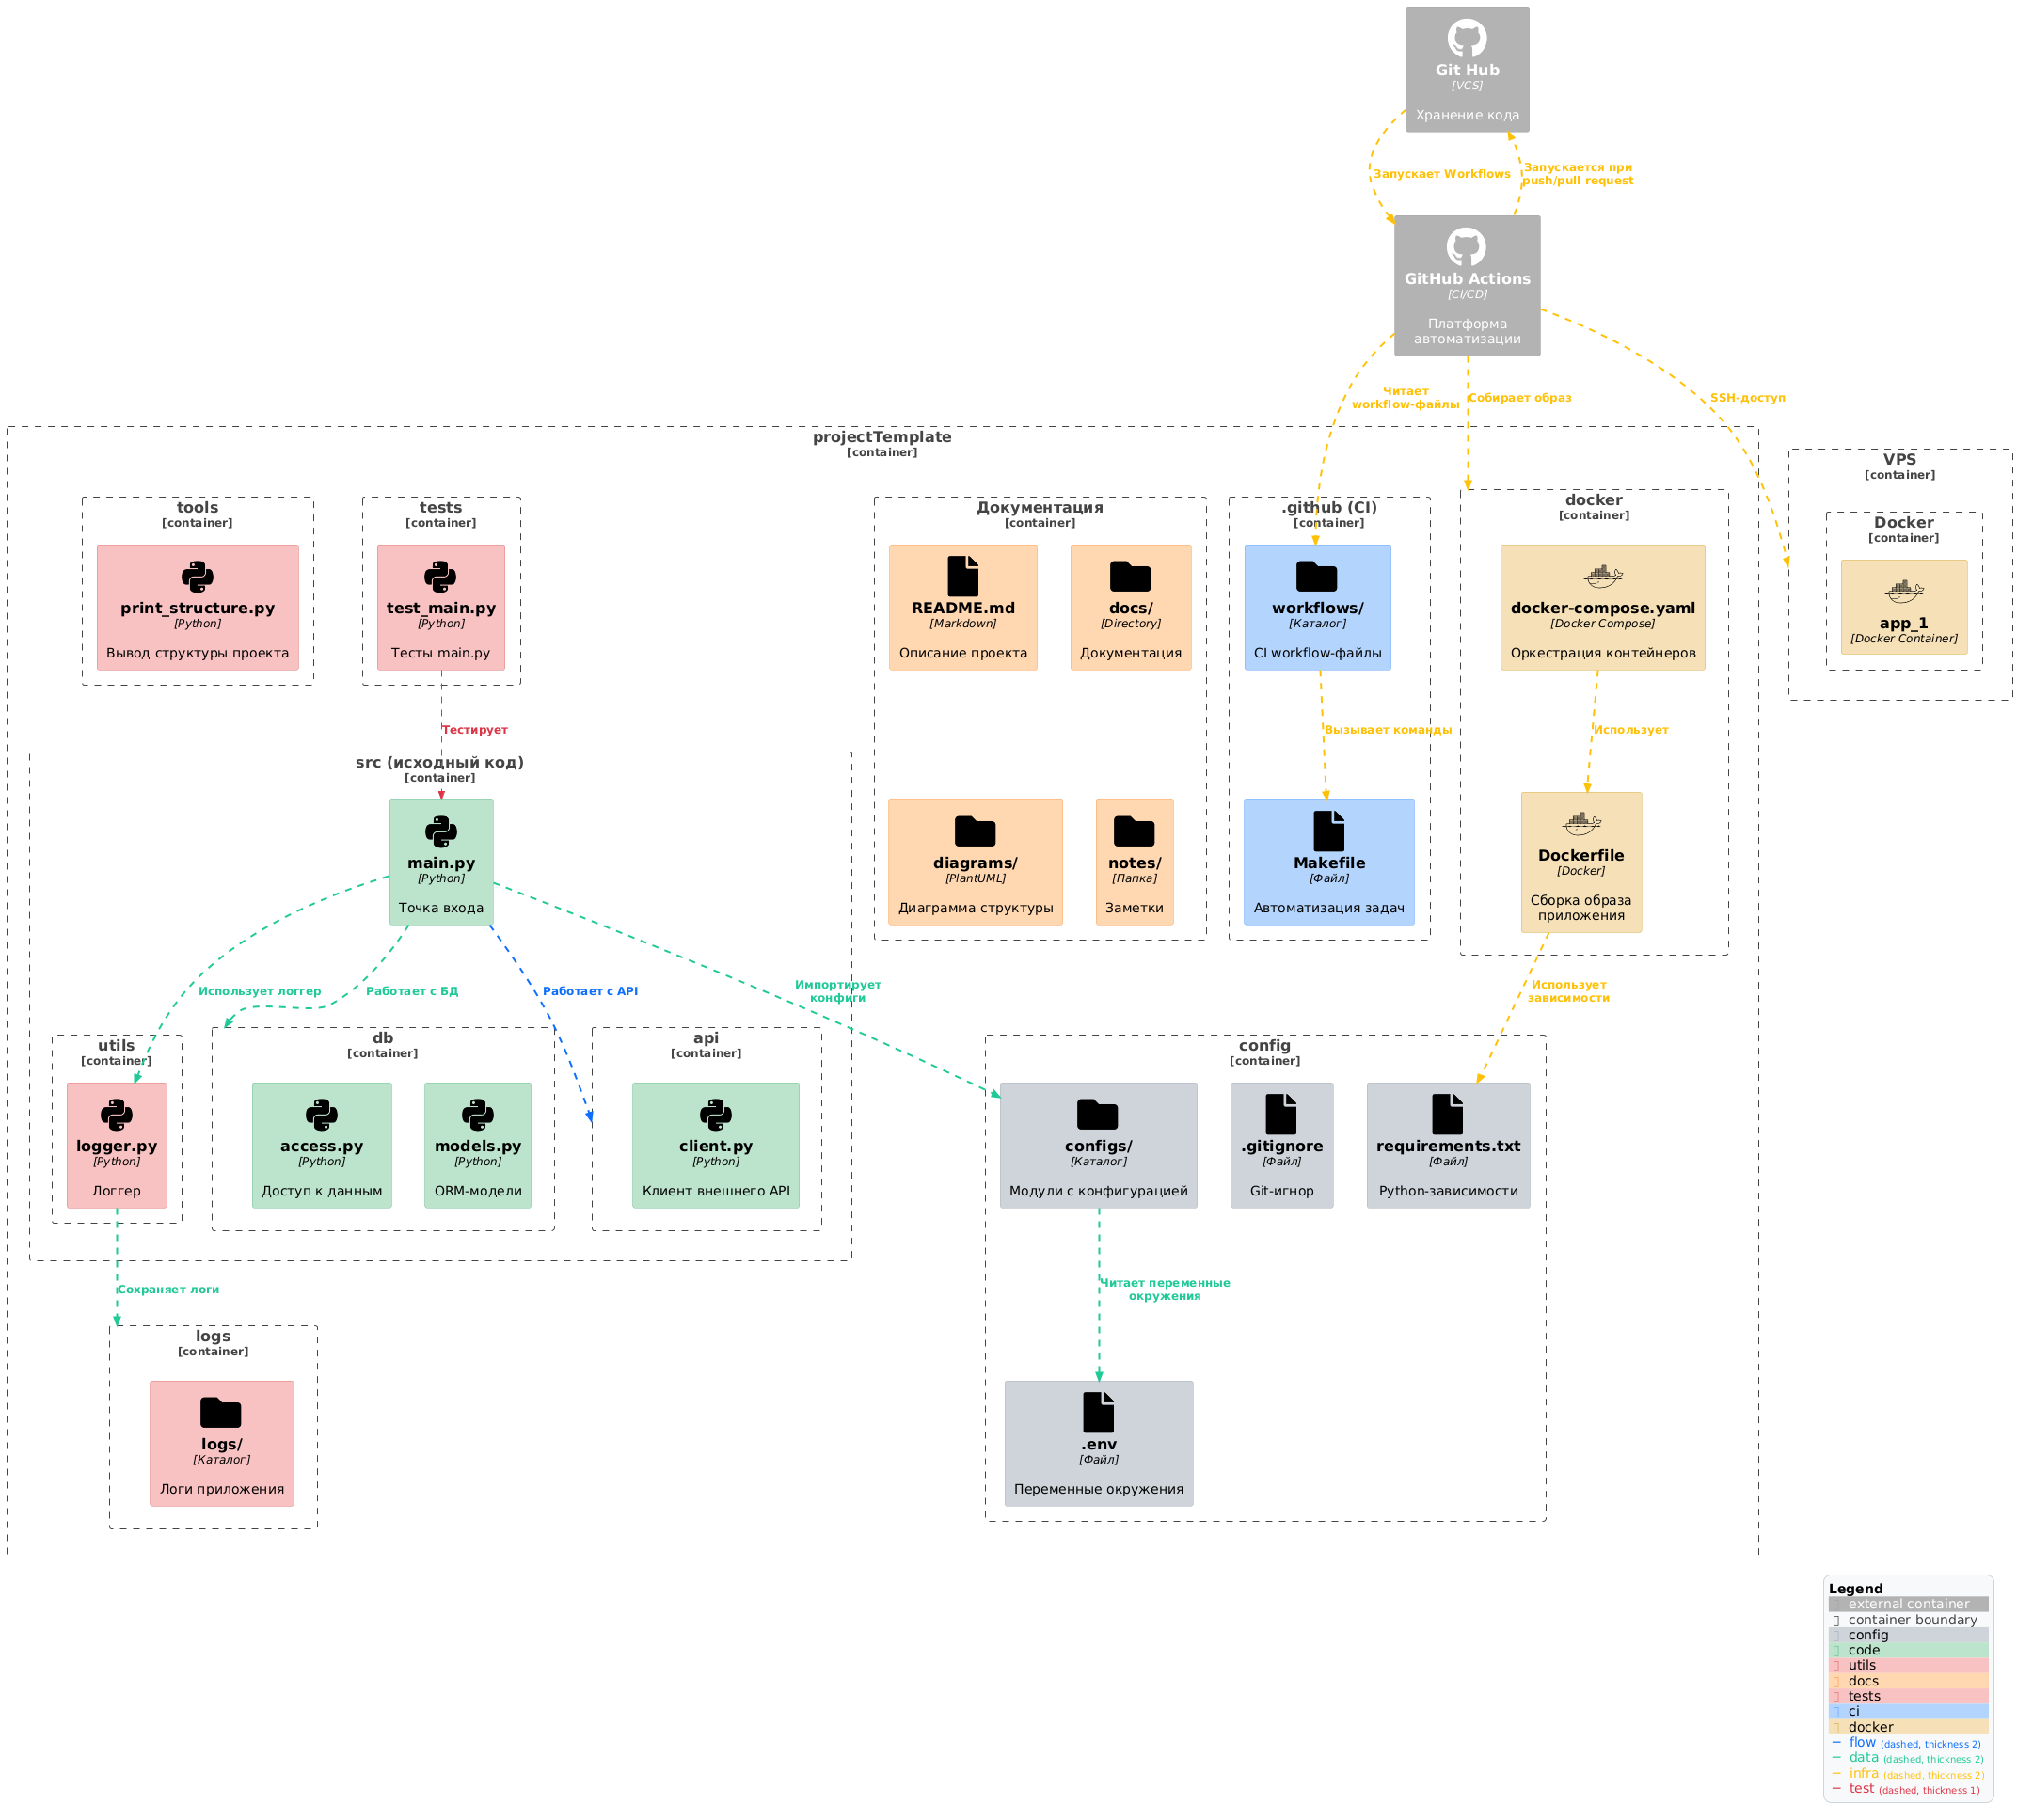 Git Hub
[VCS]
Хранение кода
Запускает Workflows
Запускается при
push/pull request
GitHub Actions
[CI/CD]
Платформа
автоматизации
Читает
workflow-файлы
Собирает образ
SSH-доступ
projectTemplate
[container]
tools
[container]
print_structure.py
[Python]
Вывод структуры проекта
tests
[container]
test_main.py
[Python]
Тесты main.py
Документация
[container]
README.md
[Markdown]
Описание проекта
docs/
[Directory]
Документация
.github (CI)
[container]
workflows/
[Каталог]
CI workflow-файлы
docker
[container]
docker-compose.yaml
[Docker Compose]
Оркестрация контейнеров
VPS
[container]
Docker
[container]
app_1
[Docker Container]
Тестирует
Вызывает команды
Использует
src (исходный код)
[container]
main.py
[Python]
Точка входа
diagrams/
[PlantUML]
Диаграмма структуры
notes/
[Папка]
Заметки
Makefile
[Файл]
Автоматизация задач
Dockerfile
[Docker]
Сборка образа
приложения
Использует логгер
Работает с БД
Работает с API
Импортирует
конфиги
Использует
зависимости
utils
[container]
logger.py
[Python]
Логгер
db
[container]
access.py
[Python]
Доступ к данным
models.py
[Python]
ORM-модели
api
[container]
client.py
[Python]
Клиент внешнего API
config
[container]
configs/
[Каталог]
Модули с конфигурацией
.gitignore
[Файл]
Git-игнор
requirements.txt
[Файл]
Python-зависимости
Сохраняет логи
Читает переменные
окружения
logs
[container]
logs/
[Каталог]
Логи приложения
.env
[Файл]
Переменные окружения
Legend
external container
container boundary
config
code
utils
docs
tests
ci
docker
flow (dashed, thickness 2)
data (dashed, thickness 2)
infra (dashed, thickness 2)
test (dashed, thickness 1)